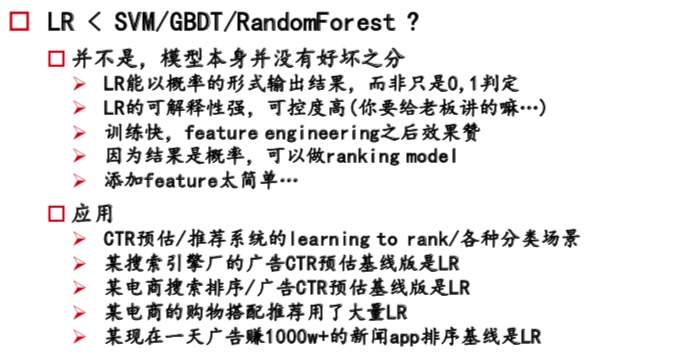 LR < SVM/GBDT/RandomForest ?
并不是，模型本身并没有好坏之分
LR能以概率的形式输出结果，而非只是0,1判定
LR的可解释性强，可控度高(你要给老板讲的嘛…)
训练快，feature engineering之后效果赞
因为结果是概率，可以做ranking model
添加feature太简单…
应用
CTR预估/推荐系统的learning to rank/各种分类场景
某搜索引擎厂的广告CTR预估基线版是LR
某电商搜索排序/广告CTR预估基线版是LR
某电商的购物搭配推荐用了大量LR
某现在一天广告赚1000w+的新闻app排序基线是LR